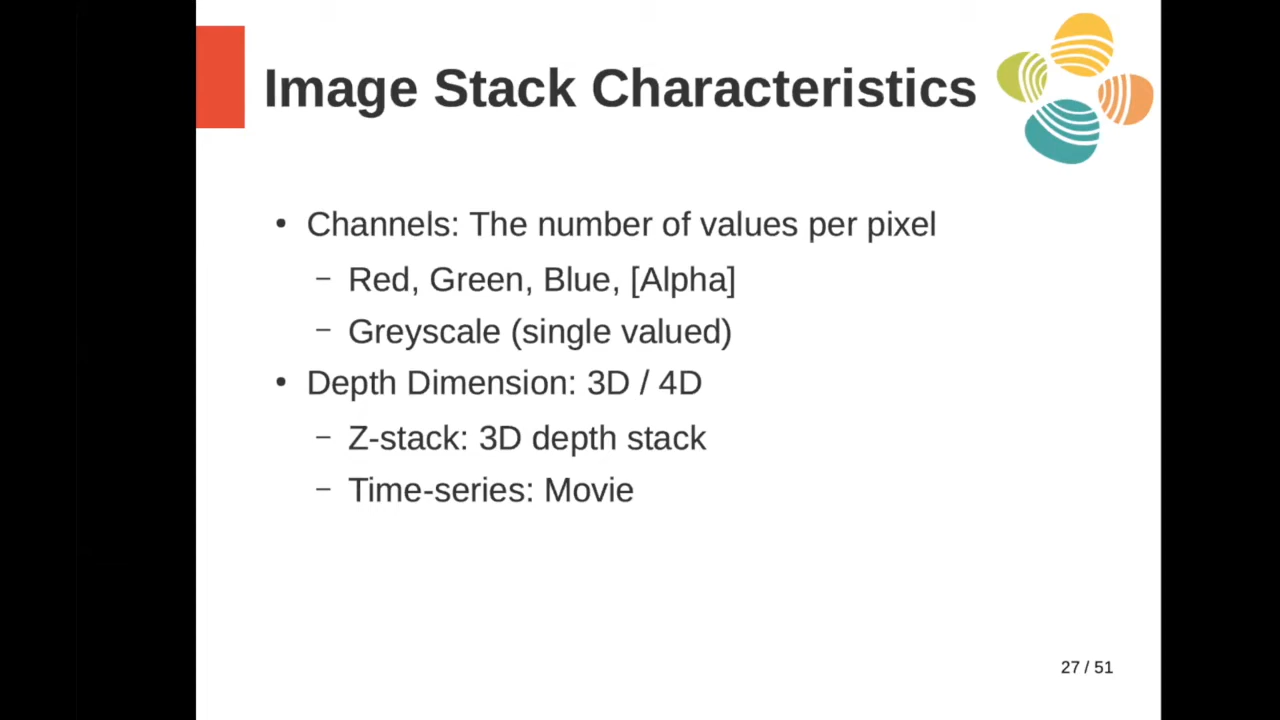 Image Stack Characteristics
• Channels: The number of values per pixel
– Red, Green, Blue, [Alpha]
– Greyscale (single valued)
• Depth Dimension: 3D / 4D
– Z-stack: 3D depth stack
– Time-series: Movie
27 / 51